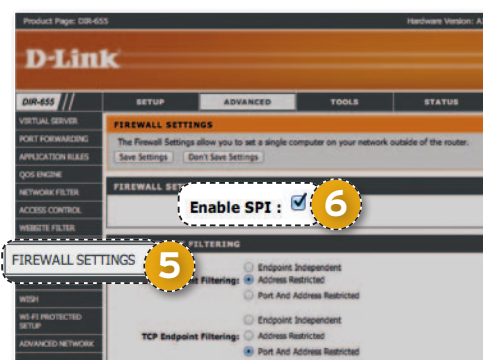 Product Page: DIR-655
Hardware Version: A
D-Link
DIR-655
SETUP
ADVANCED
TOOLS
STATUS
VIRTUAL SERVER
PORT FORWARDING
APPLICATION RULES
QOS ENGINE
NETWORK FILTER
ACCESS CONTROL
WEBSITE FILTER
FIREWALL SETTINGS
5
WISH
WI-FI PROTECTED
SETUP
ADVANCED NETWORK
FIREWALL SETTINGS
The Firewall Settings allow you to set a single computer on your network outside of the router.
Save Settings
Don't Save Settings
FIREWALL SET
Enable SPI :
6
FILTERING
Filtering:
Endpoint Independent
Address Restricted
Port And Address Restricted
TCP Endpoint Filtering:
Endpoint Independent
Address Restricted
Port And Address Restricted